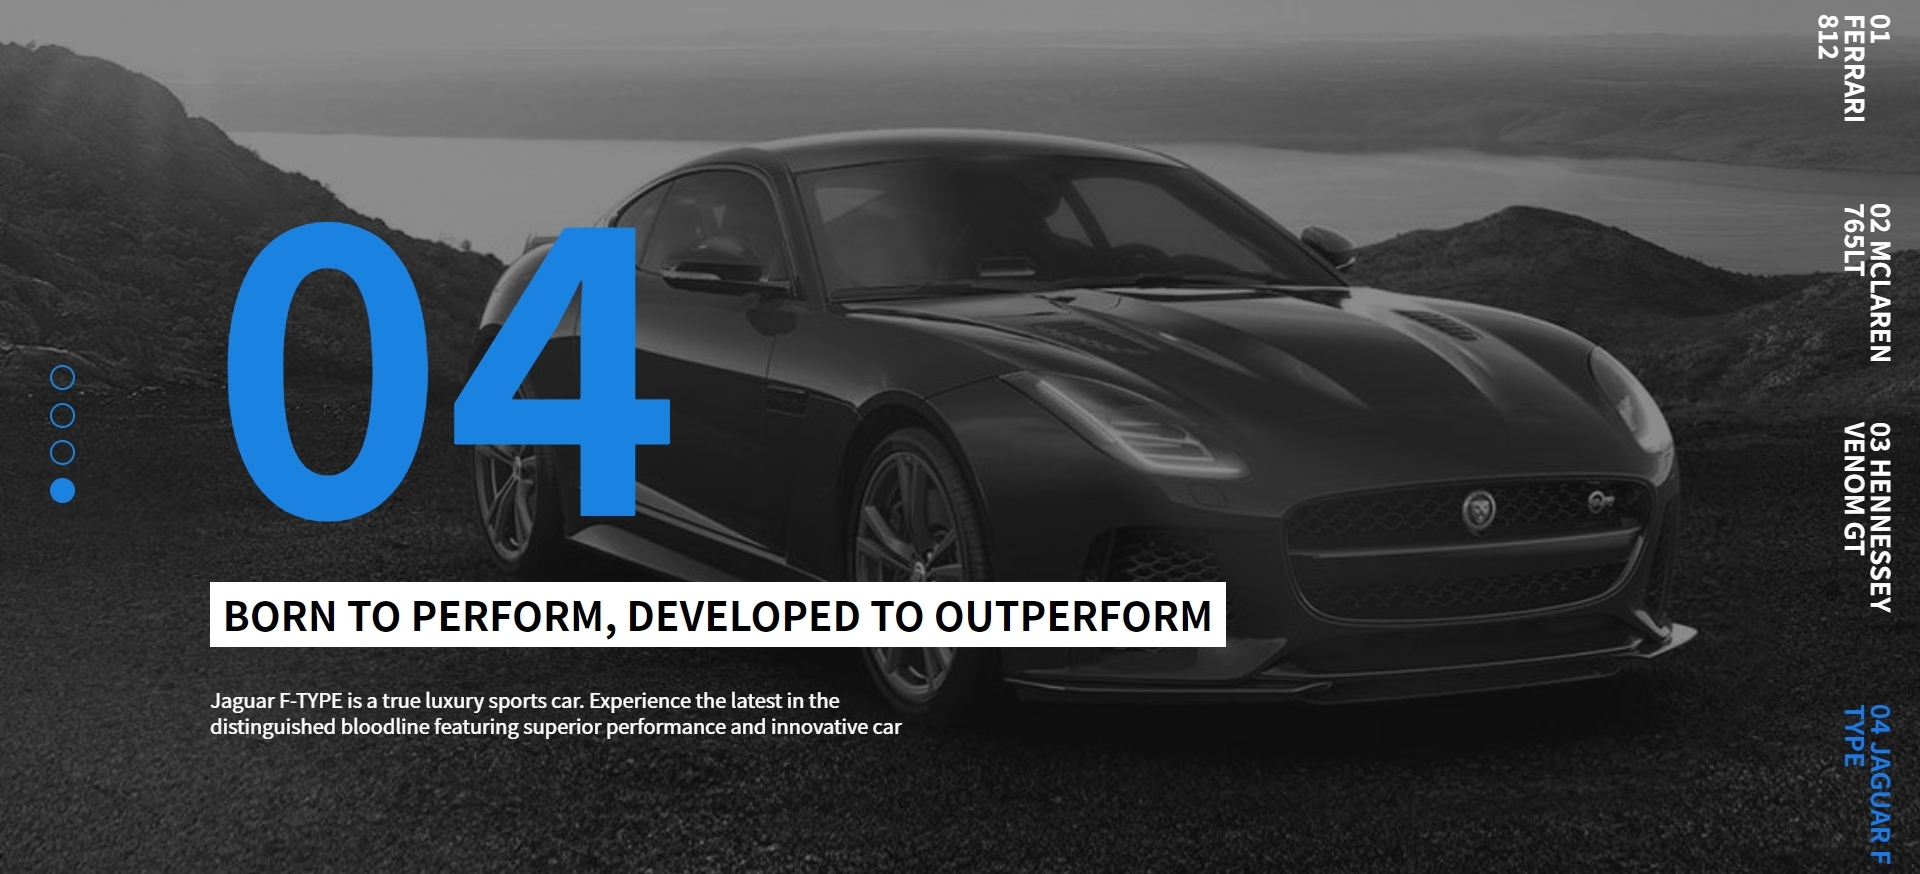 04
BORN TO PERFORM, DEVELOPED TO OUTPERFORM
Jaguar F-TYPE is a true luxury sports car. Experience the latest in the
distinguished bloodline featuring superior performance and innovative car
01
FERRARI
812
02 MCLAREN
765LT
03 HENNESSEY
VENOM GT
04 JAGUAR F
TYPE